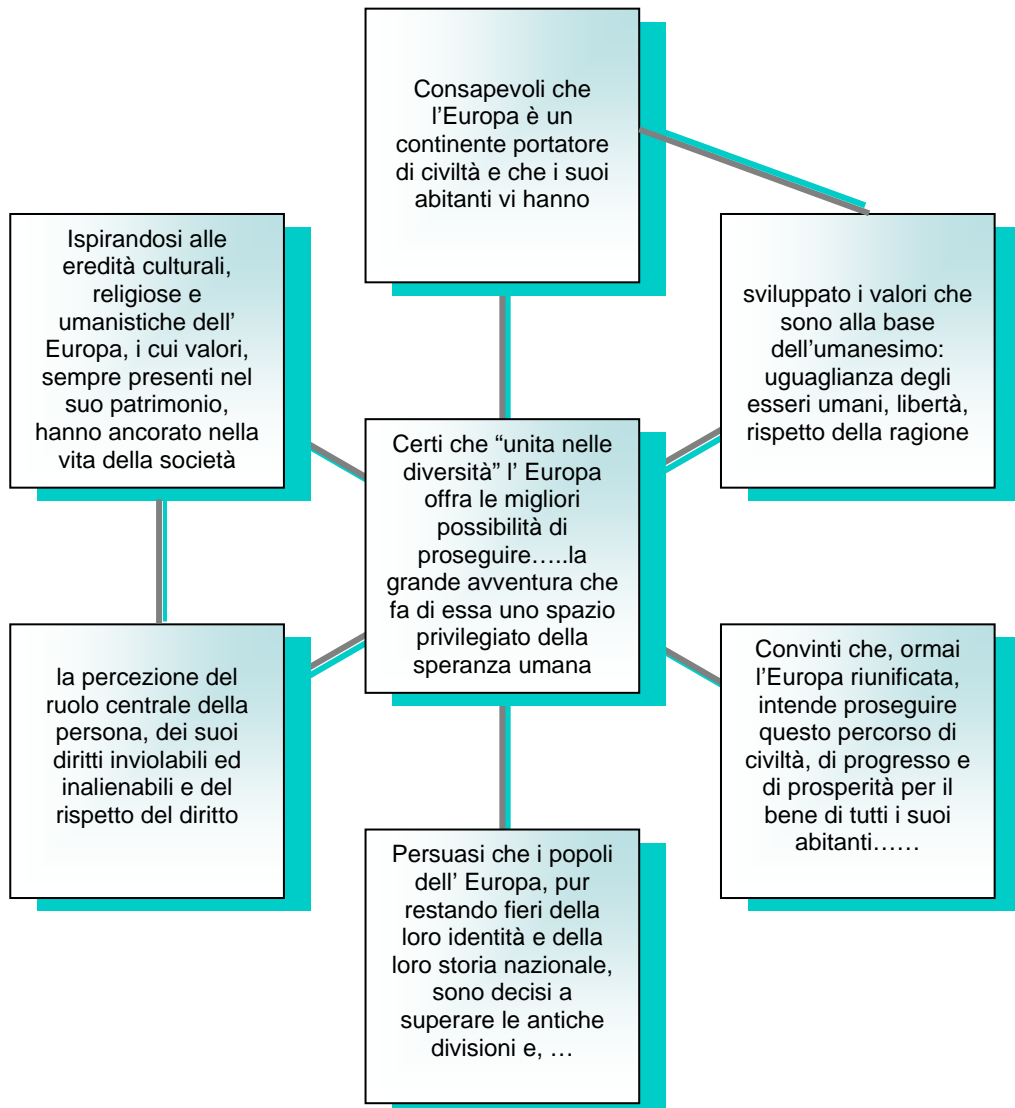 Consapevoli che
l'Europa è un
continente portatore
di civiltà e che i suoi
abitanti vi hanno
sviluppato i valori che
sono alla base
dell'umanesimo:
uguaglianza degli
esseri umani, libertà,
rispetto della ragione
Ispirandosi alle
eredità culturali,
religiose e
umanistiche dell'
Europa, i cui valori,
sempre presenti nel
suo patrimonio,
hanno ancorato nella
vita della società
la percezione del
ruolo centrale della
persona, dei suoi
diritti inviolabili ed
inalienabili e del
rispetto del diritto
Certi che “unita nelle
diversità” l' Europa
offra le migliori
possibilità di
proseguire…..la
grande avventura che
fa di essa uno spazio
privilegiato della
speranza umana
Convinti che, ormai
l'Europa riunificata,
intende proseguire
questo percorso di
civiltà, di progresso e
di prosperità per il
bene di tutti i suoi
abitanti……
Persuasi che i popoli
dell' Europa, pur
restando fieri della
loro identità e della
loro storia nazionale,
sono decisi a
superare le antiche
divisioni e, …